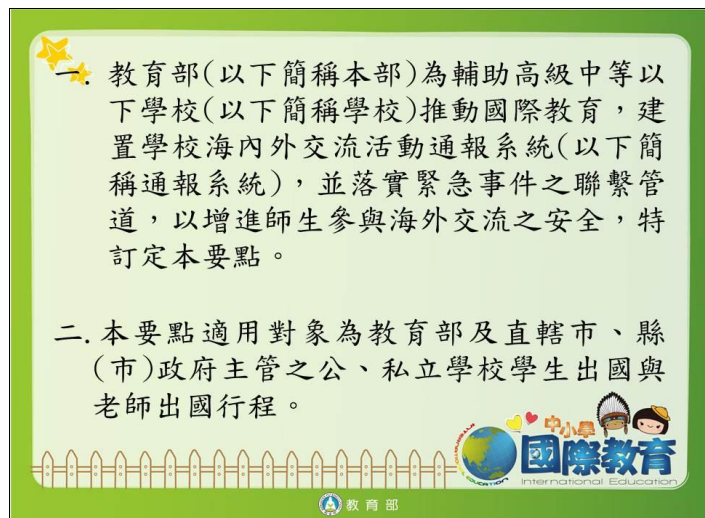 一. 教育部(以下簡稱本部)為輔助高級中等以
下學校(以下簡稱學校)推動國際教育，建
置學校海內外交流活動通報系統(以下簡
稱通報系統)，並落實緊急事件之聯繫管
道，以增進師生參與海外交流之安全，特
訂定本要點。
二. 本要點適用對象為教育部及直轄市、縣
(市)政府主管之公、私立學校學生出國與
老師出國行程。
中小學
國際教育
International Education
教育部